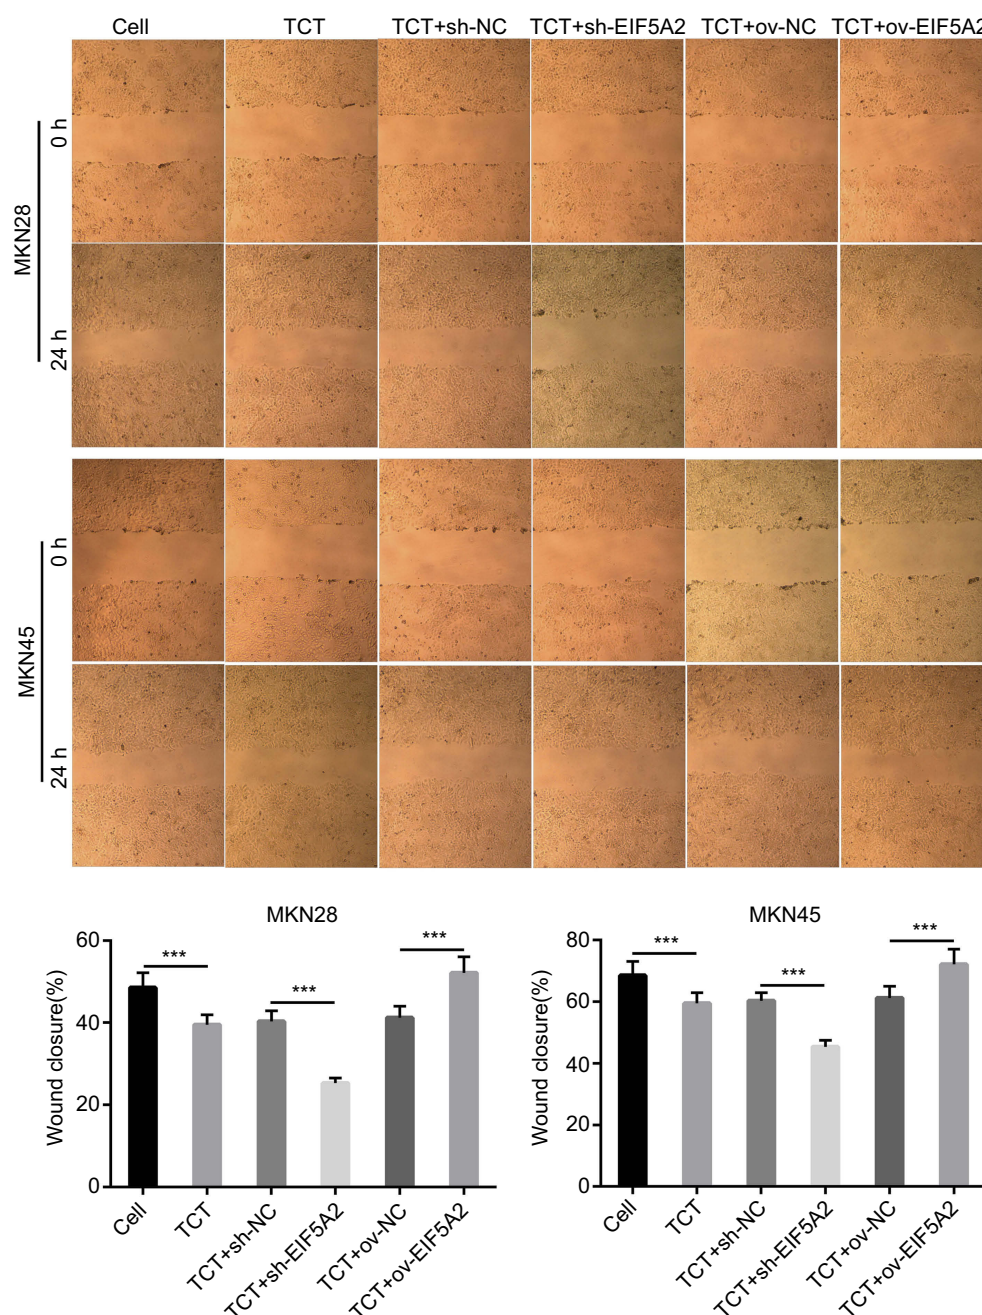 Cell TCT TCT+sh-NC TCT+sh-EIF5A2 TCT+ov-NC TCT+ov-EIF5A2
MKN28
0 h
24 h
MKN45
0 h
24 h
MKN28
Wound closure(%)
60
40
20
0
***
***
***
Cell
TCT
TCT+sh-NC
TCT+sh-EIF5A2
TCT+ov-NC
TCT+ov-EIF5A2
MKN45
Wound closure(%)
80
60
40
20
0
***
***
***
Cell
TCT
TCT+sh-NC
TCT+sh-EIF5A2
TCT+ov-NC
TCT+ov-EIF5A2